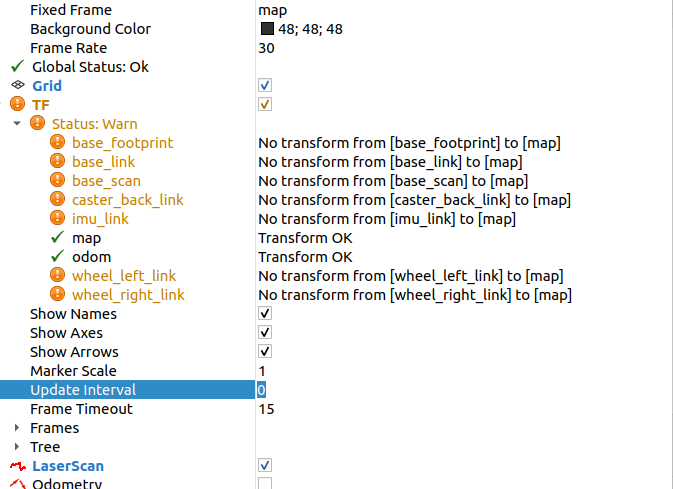 Fixed Frame map
Background Color 48; 48; 48
Frame Rate 30
Global Status: Ok
Grid
TF
Status: Warn
base_footprint No transform from [base_footprint] to [map]
base_link No transform from [base_link] to [map]
base_scan No transform from [base_scan] to [map]
caster_back_link No transform from [caster_back_link] to [map]
imu_link No transform from [imu_link] to [map]
map Transform OK
odom Transform OK
wheel_left_link No transform from [wheel_left_link] to [map]
wheel_right_link No transform from [wheel_right_link] to [map]
Show Names
Show Axes
Show Arrows
Marker Scale 1
Update Interval 0
Frame Timeout 15
Frames
Tree
LaserScan
Odometry